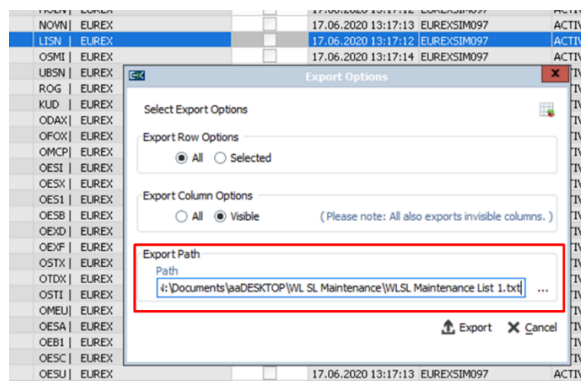 NOVN | EUREX 17.06.2020 13:17:13 EUREXSIM097
LISN | EUREX 17.06.2020 13:17:12 EUREXSIM097
OSMI | EUREX 17.06.2020 13:17:14 EUREXSIM097
UBSN | EUREX
Export Options
ROG | EUREX
KUD | EUREX
Select Export Options
ODAX| EUREX
OFOX| EUREX
Export Row Options
OMCP| EUREX
All Selected
OESI | EUREX
OESX | EUREX
Export Column Options
OES1 | EUREX
OESB | EUREX
All Visible (Please note: All also exports invisible columns. )
OEXD | EUREX
OEXF | EUREX
Export Path
OSTX | EUREX
Path
OTDX | EUREX
:\Documents\aaDESKTOP\WL SL Maintenance\WLSL Maintenance List 1.txt ...
OSTI | EUREX
OMEU| EUREX
OESA | EUREX
Export Cancel
OEB1 | EUREX
OESC | EUREX
OESU | EUREX 17.06.2020 13:17:13 EUREXSIM097